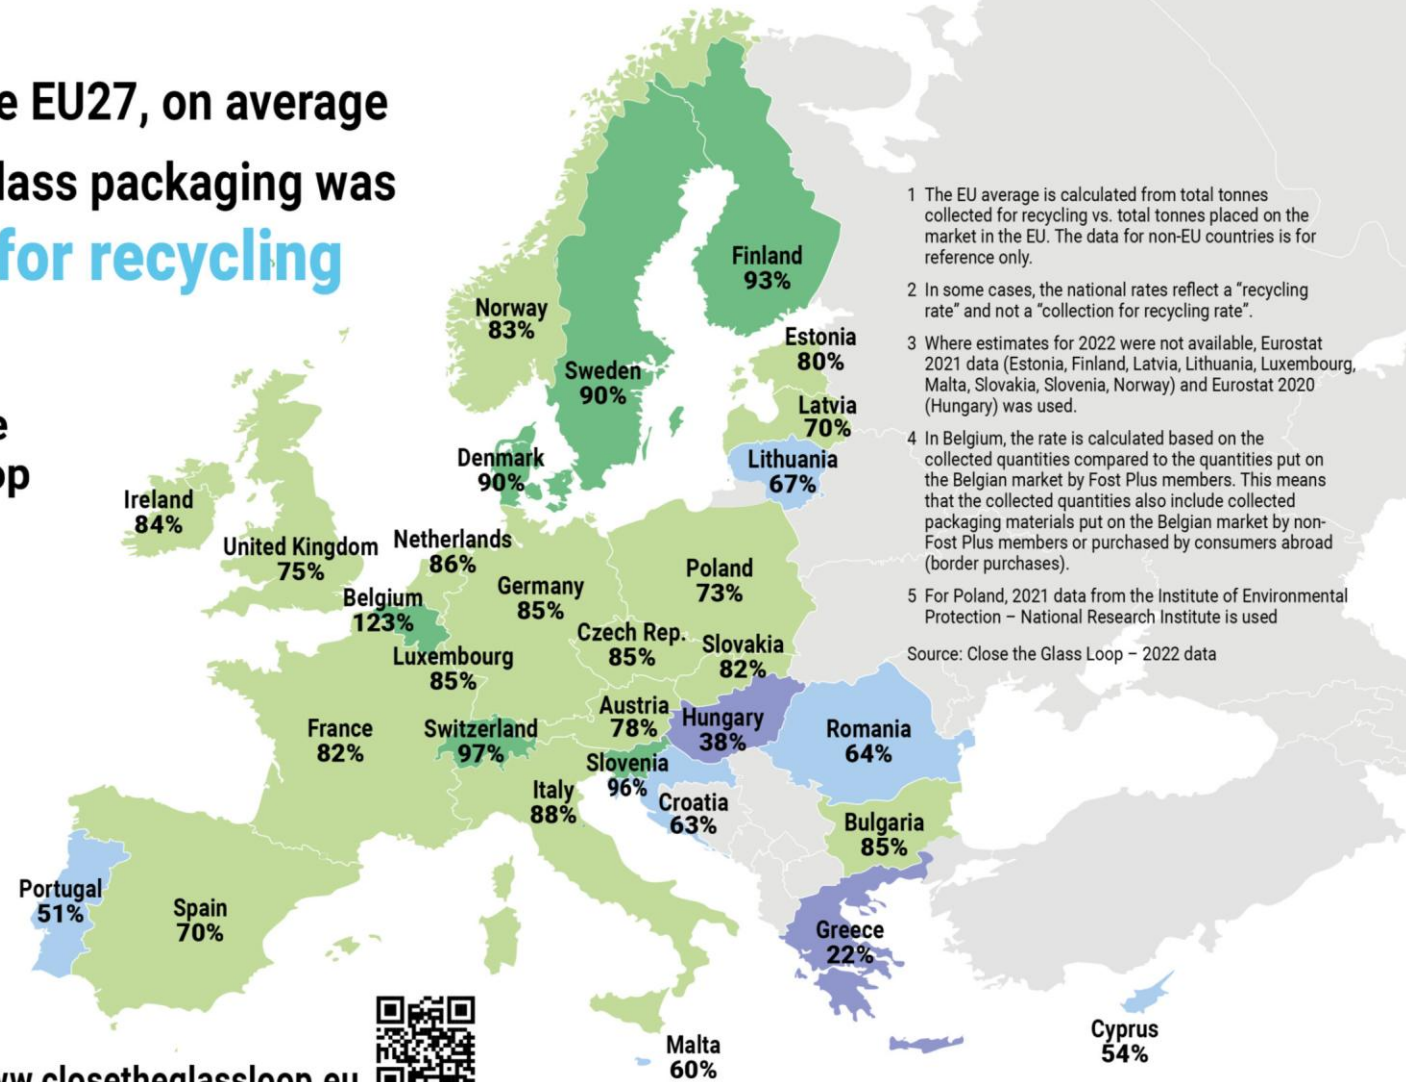 e EU27, on average
lass packaging was
for recycling
e
op
Norway
83%
Finland
93%
Sweden
90%
Estonia
80%
Latvia
70%
Lithuania
67%
Denmark
90%
Ireland
84%
United Kingdom
75%
Netherlands
86%
Belgium
123%
Germany
85%
Poland
73%
Czech Rep.
85%
Slovakia
82%
Luxembourg
85%
Austria
78%
Hungary
38%
France
82%
Switzerland
97%
Slovenia
96%
Romania
64%
Italy
88%
Croatia
63%
Bulgaria
85%
Portugal
51%
Spain
70%
Greece
22%
Malta
60%
Cyprus
54%
1 The EU average is calculated from total tonnes
collected for recycling vs. total tonnes placed on the
market in the EU. The data for non-EU countries is for
reference only.
2 In some cases, the national rates reflect a “recycling
rate” and not a “collection for recycling rate”.
3 Where estimates for 2022 were not available, Eurostat
2021 data (Estonia, Finland, Latvia, Lithuania, Luxembourg,
Malta, Slovakia, Slovenia, Norway) and Eurostat 2020
(Hungary) was used.
4 In Belgium, the rate is calculated based on the
collected quantities compared to the quantities put on
the Belgian market by Fost Plus members. This means
that the collected quantities also include collected
packaging materials put on the Belgian market by non-
Fost Plus members or purchased by consumers abroad
(border purchases).
5 For Poland, 2021 data from the Institute of Environmental
Protection – National Research Institute is used
Source: Close the Glass Loop – 2022 data
ww.closetheglassloop.eu